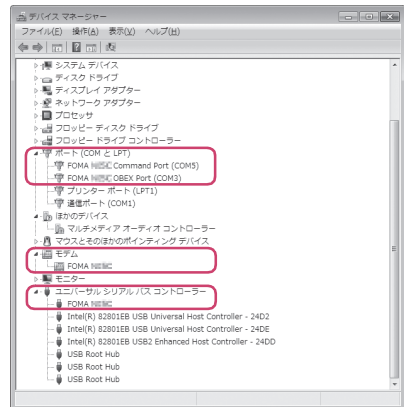 デバイス マネージャー
ファイル(F) 操作(A) 表示(V) ヘルプ(H)
システム デバイス
ディスク ドライブ
ディスプレイ アダプター
ネットワーク アダプター
プロセッサ
フロッピー ディスク ドライブ
フロッピー ドライブ コントローラー
ポート (COM と LPT)
FOMA Command Port (COM5)
FOMA OBEX Port (COM3)
プリンター ポート (LPT1)
通信ポート (COM1)
ほかのデバイス
マルチメディア オーディオ コントローラー
マウスとそのほかのポインティング デバイス
モデム
FOMA
モニター
ユニバーサル シリアル バス コントローラー
FOMA
Intel(R) 82801EB USB Universal Host Controller - 24D2
Intel(R) 82801EB USB Universal Host Controller - 24DE
Intel(R) 82801EB USB2 Enhanced Host Controller - 24DD
USB Root Hub
USB Root Hub
USB Root Hub